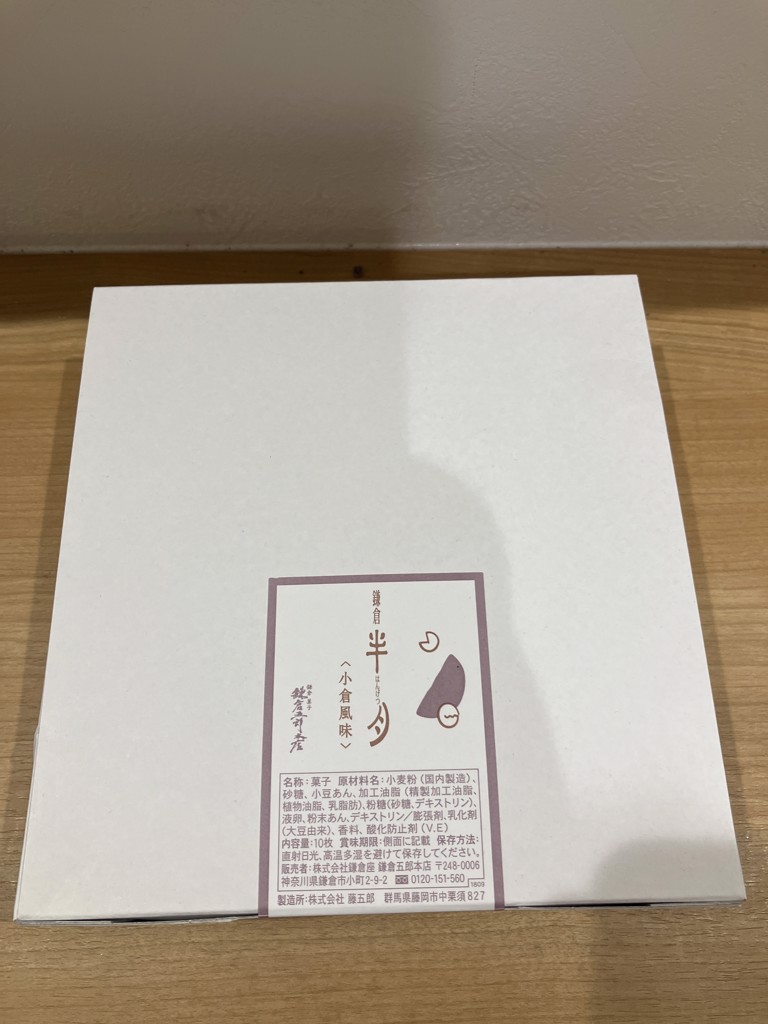 鎌倉
半月
はんげつ
〈小倉風味〉
鎌倉菓子
鎌倉五郎本店
名称：菓子 原材料名：小麦粉（国内製造）、
砂糖、小豆あん、加工油脂（精製加工油脂、
植物油脂、乳脂肪）、粉糖（砂糖、デキストリン）、
液卵、粉末あん、デキストリン／膨張剤、乳化剤
（大豆由来）、香料、酸化防止剤（V.E）
内容量：10枚 賞味期限：側面に記載 保存方法：
直射日光、高温多湿を避けて保存してください。
販売者：株式会社鎌倉座 鎌倉五郎本店 〒248-0006
神奈川県鎌倉市小町2-9-2 0120-151-560
1809
製造所：株式会社 藤五郎 群馬県藤岡市中栗須827